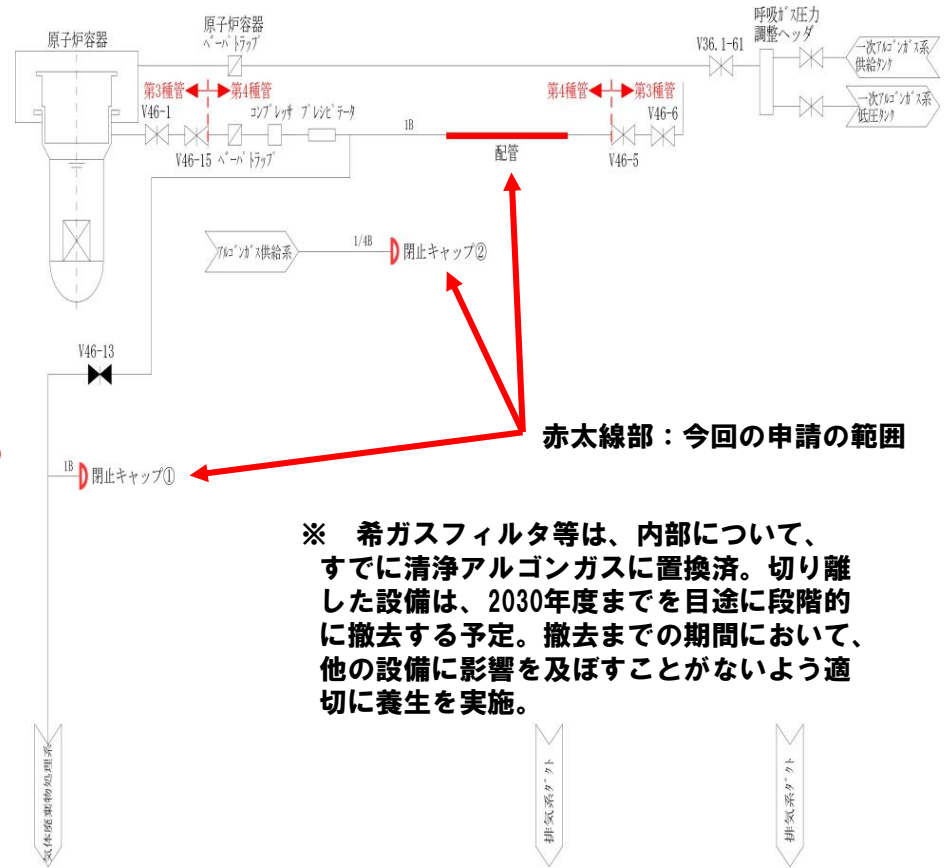 原子炉容器
原子炉容器
ベーパトラップ
呼吸ガス圧力
調整ヘッダ
V36.1-61
一次アルゴンガス系
供給タンク
一次アルゴンガス系
低圧タンク
第3種管
第4種管
V46-1
コンプレッサ
プレシピテータ
V46-15
ベーパトラップ
1B
配管
第4種管
第3種管
V46-6
V46-5
アルゴンガス供給系
1/4B
閉止キャップ②
V46-13
赤太線部：今回の申請の範囲
1B
閉止キャップ①
※　希ガスフィルタ等は、内部について、
すでに清浄アルゴンガスに置換済。切り離
した設備は、2030年度までを目途に段階的
に撤去する予定。撤去までの期間において、
他の設備に影響を及ぼすことがないよう適
切に養生を実施。
気体廃棄物処理系
排気系ダクト
排気系ダクト